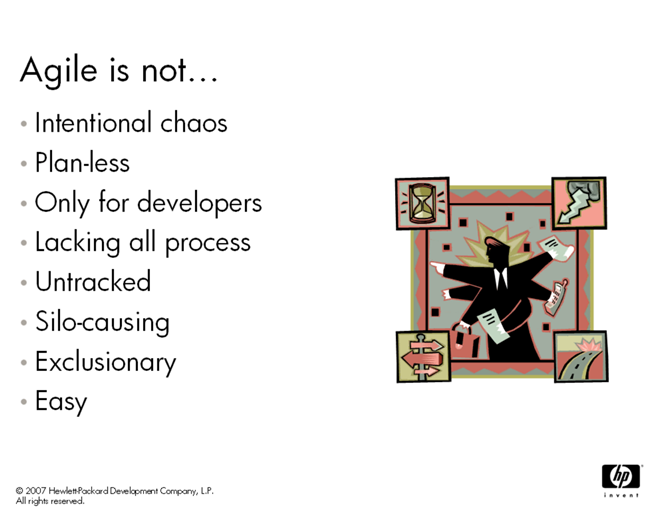 Agile is not...
• Intentional chaos
• Plan-less
• Only for developers
• Lacking all process
• Untracked
• Silo-causing
• Exclusionary
• Easy
© 2007 Hewlett-Packard Development Company, L.P.
All rights reserved.
hp
invent